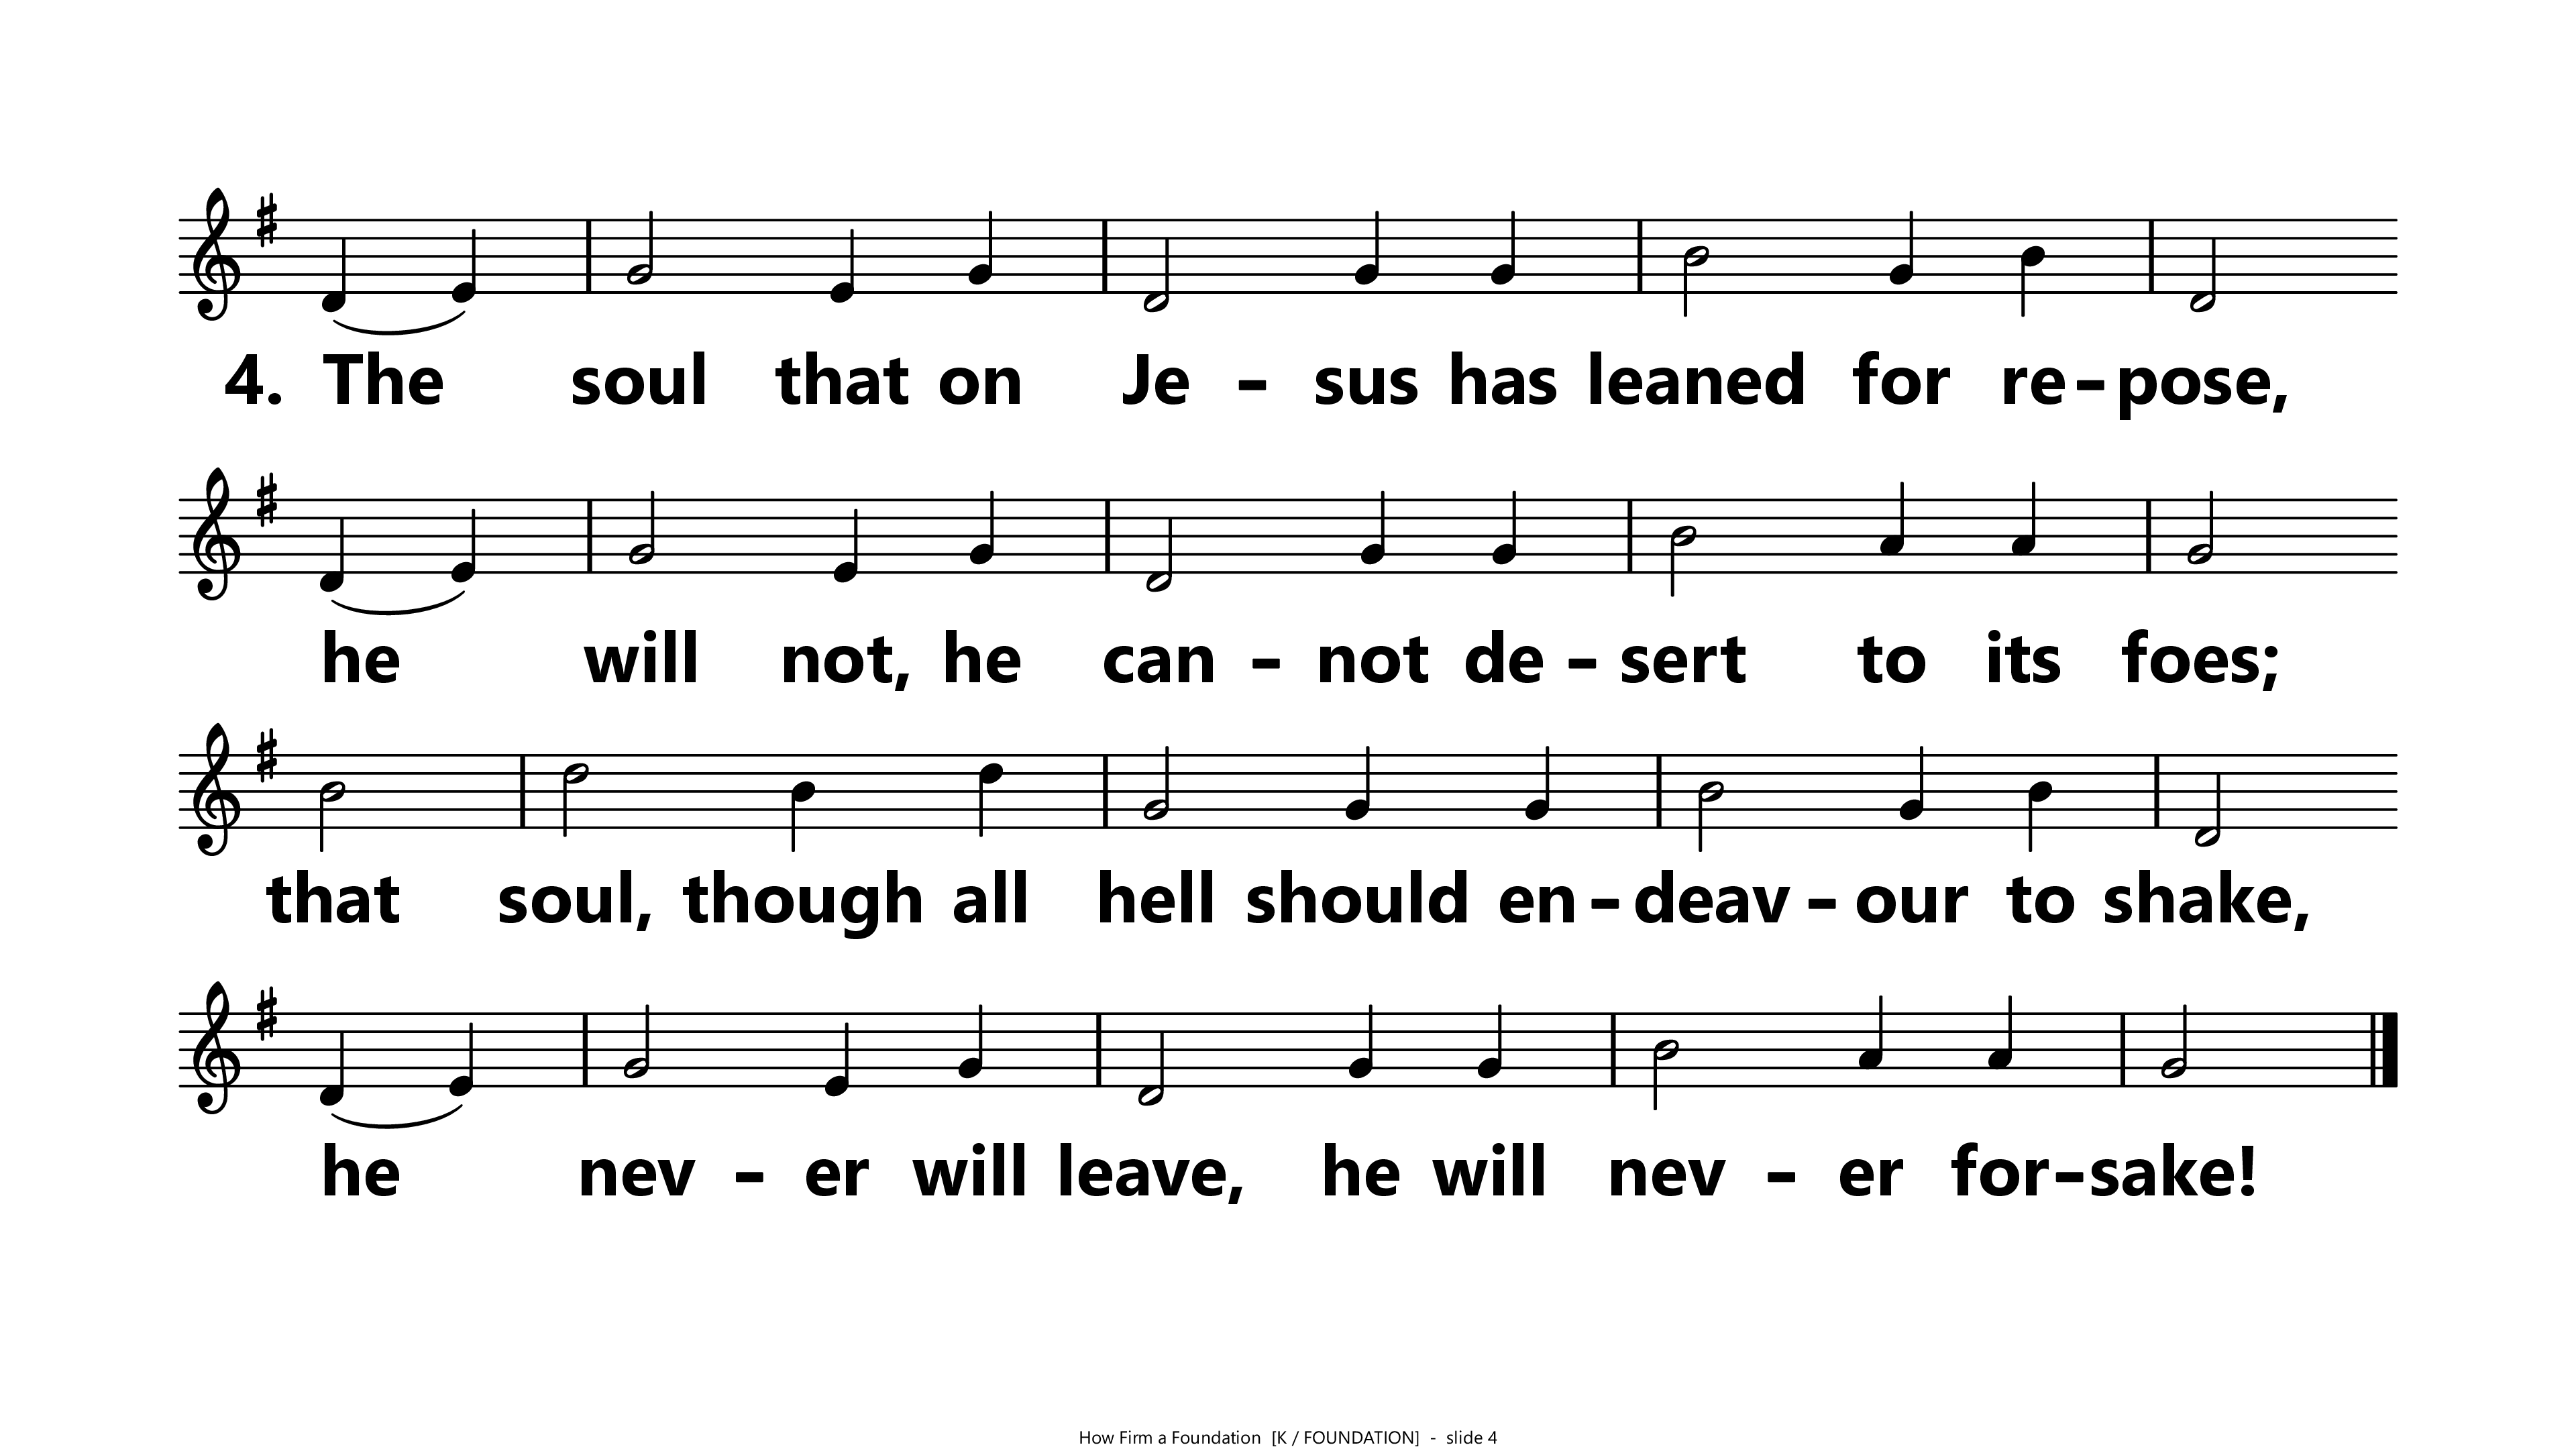 4. The soul that on Je - sus has leaned for re-pose,
he will not, he can - not de - sert to its foes;
that soul, though all hell should en - deav - our to shake,
he nev - er will leave, he will nev - er for-sake!
How Firm a Foundation [K / FOUNDATION] - slide 4